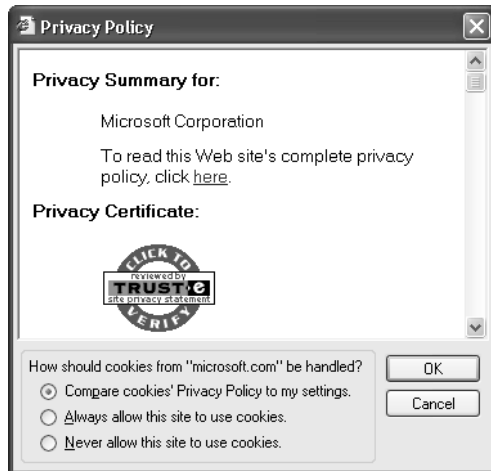 Privacy Policy
Privacy Summary for:
Microsoft Corporation
To read this Web site's complete privacy
policy, click here.
Privacy Certificate:
CLICK TO
reviewed by
TRUST e
site privacy statement
VERIFY
How should cookies from "microsoft.com" be handled?
Compare cookies' Privacy Policy to my settings.
Always allow this site to use cookies.
Never allow this site to use cookies.
OK
Cancel